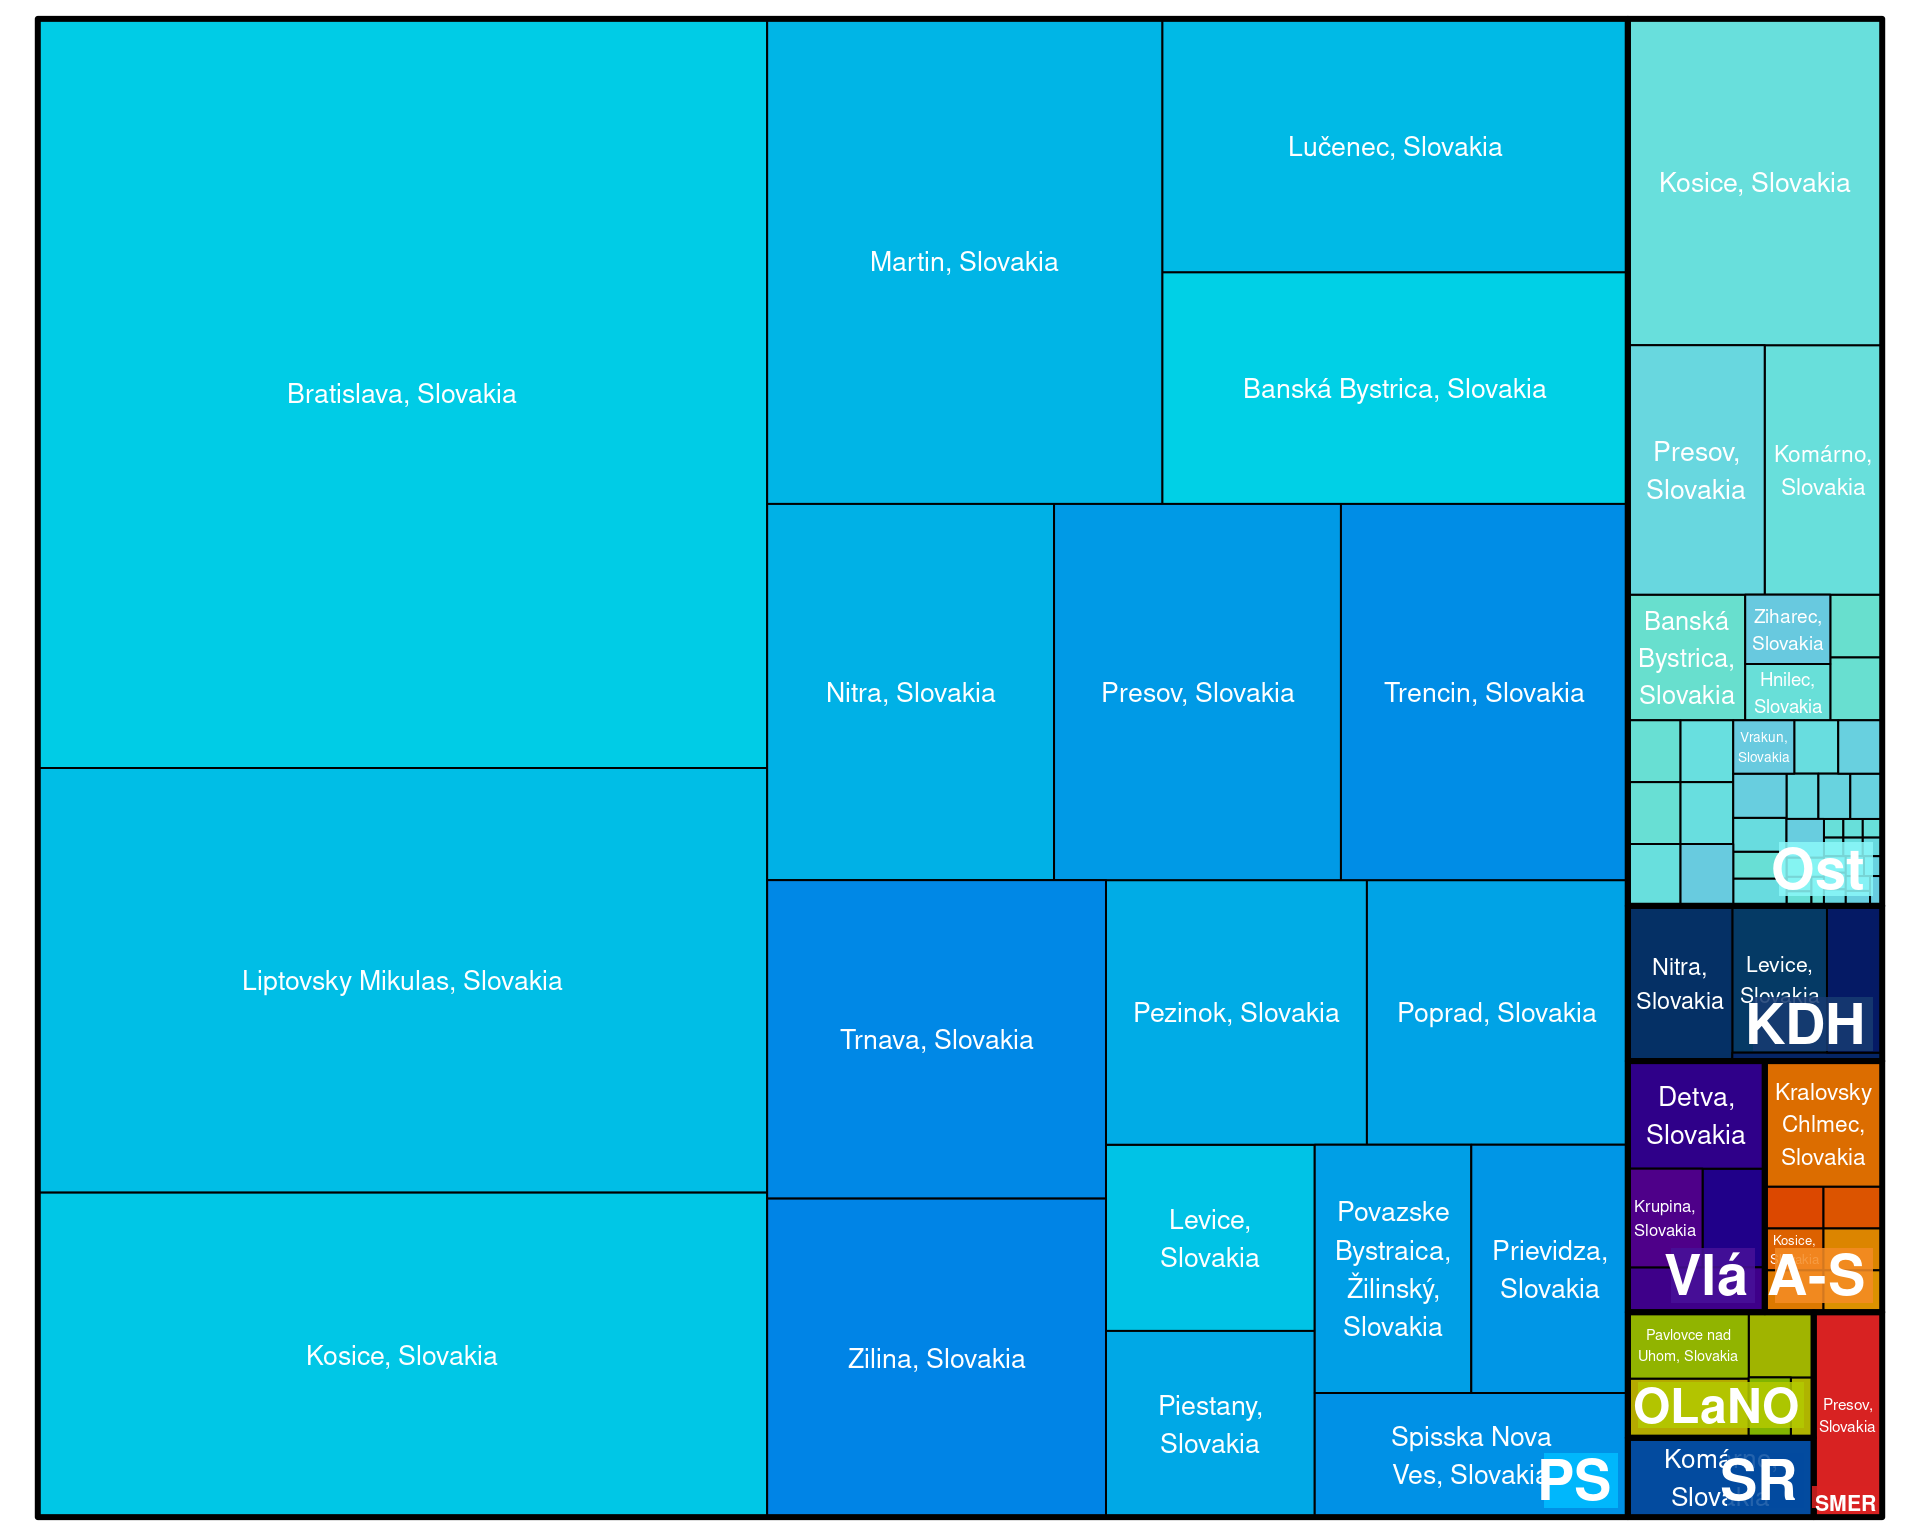 Bratislava, Slovakia
Liptovsky Mikulas, Slovakia
Kosice, Slovakia
Martin, Slovakia
Lučenec, Slovakia
Banská Bystrica, Slovakia
Nitra, Slovakia
Presov, Slovakia
Trencin, Slovakia
Trnava, Slovakia
Zilina, Slovakia
Pezinok, Slovakia
Poprad, Slovakia
Levice,
Slovakia
Piestany,
Slovakia
Povazske
Bystraica,
Žilinský,
Slovakia
Prievidza,
Slovakia
Spisska Nova
Ves, Slovakia
PS
Kosice, Slovakia
Presov,
Slovakia
Komárno,
Slovakia
Banská
Bystrica,
Slovakia
Ziharec,
Slovakia
Hnilec,
Slovakia
Vrakun,
Slovakia
Ost
Nitra,
Slovakia
Levice,
Slovakia
KDH
Detva,
Slovakia
Krupina,
Slovakia
Vlá
Kralovsky
Chlmec,
Slovakia
Kosice,
Slovakia
A-S
Pavlovce nad
Uhom, Slovakia
OLaNO
Komárno,
Slovakia
SR
Presov,
Slovakia
SMER